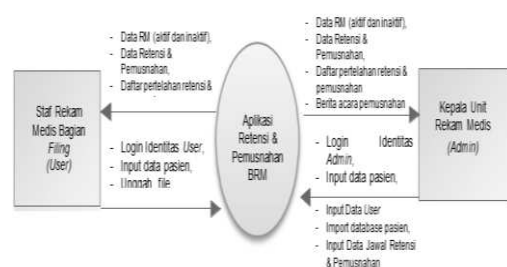 - Data RM (aktif dan inaktif),
- Data Retensi &
Pemusnahan,
- Daftar pertelahan retensi &
Staf Rekam
Medis Bagian
Filing
(User)
- Login Identitas User,
- Input data pasien,
- Unggah file
Aplikasi
Retensi &
Pemusnahan
BRM
- Data RM (aktif dan inaktif),
- Data Retensi &
Pemusnahan,
- Daftar pertelahan retensi &
pemusnahan
- Berita acara pemusnahan
Kepala Unit
Rekam Medis
(Admin)
- Login Identitas
Admin,
- Input data pasien,
- Input Data User
- Import database pasien,
- Input Data Jawal Retensi
& Pemusnahan